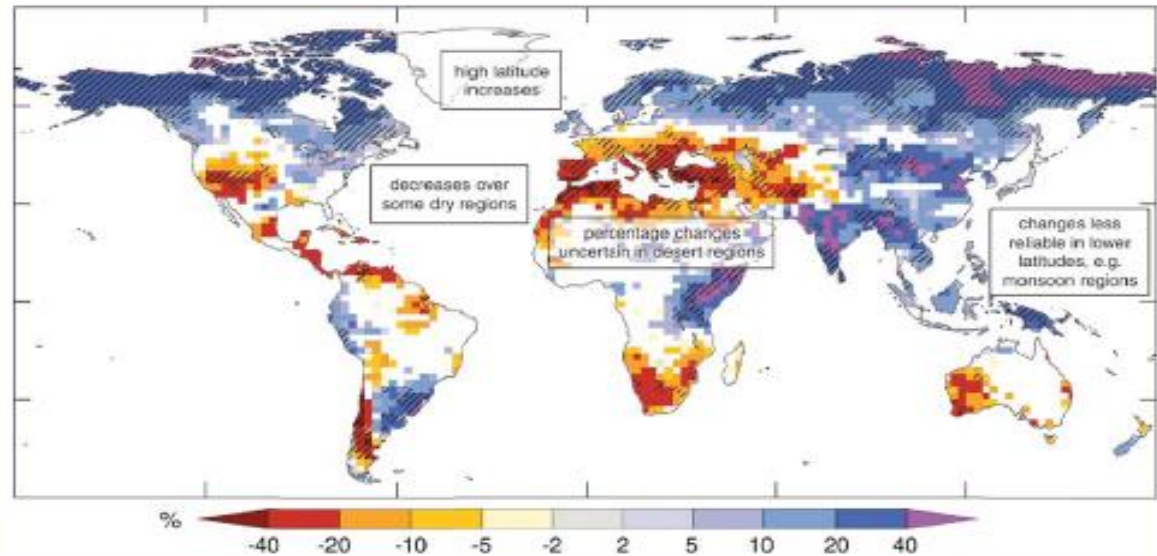 high latitude
increases
decreases over
some dry regions
percentage changes
uncertain in desert regions
changes less
reliable in lower
latitudes, e.g.
monsoon regions
% -40 -20 -10 -5 -2 2 5 10 20 40